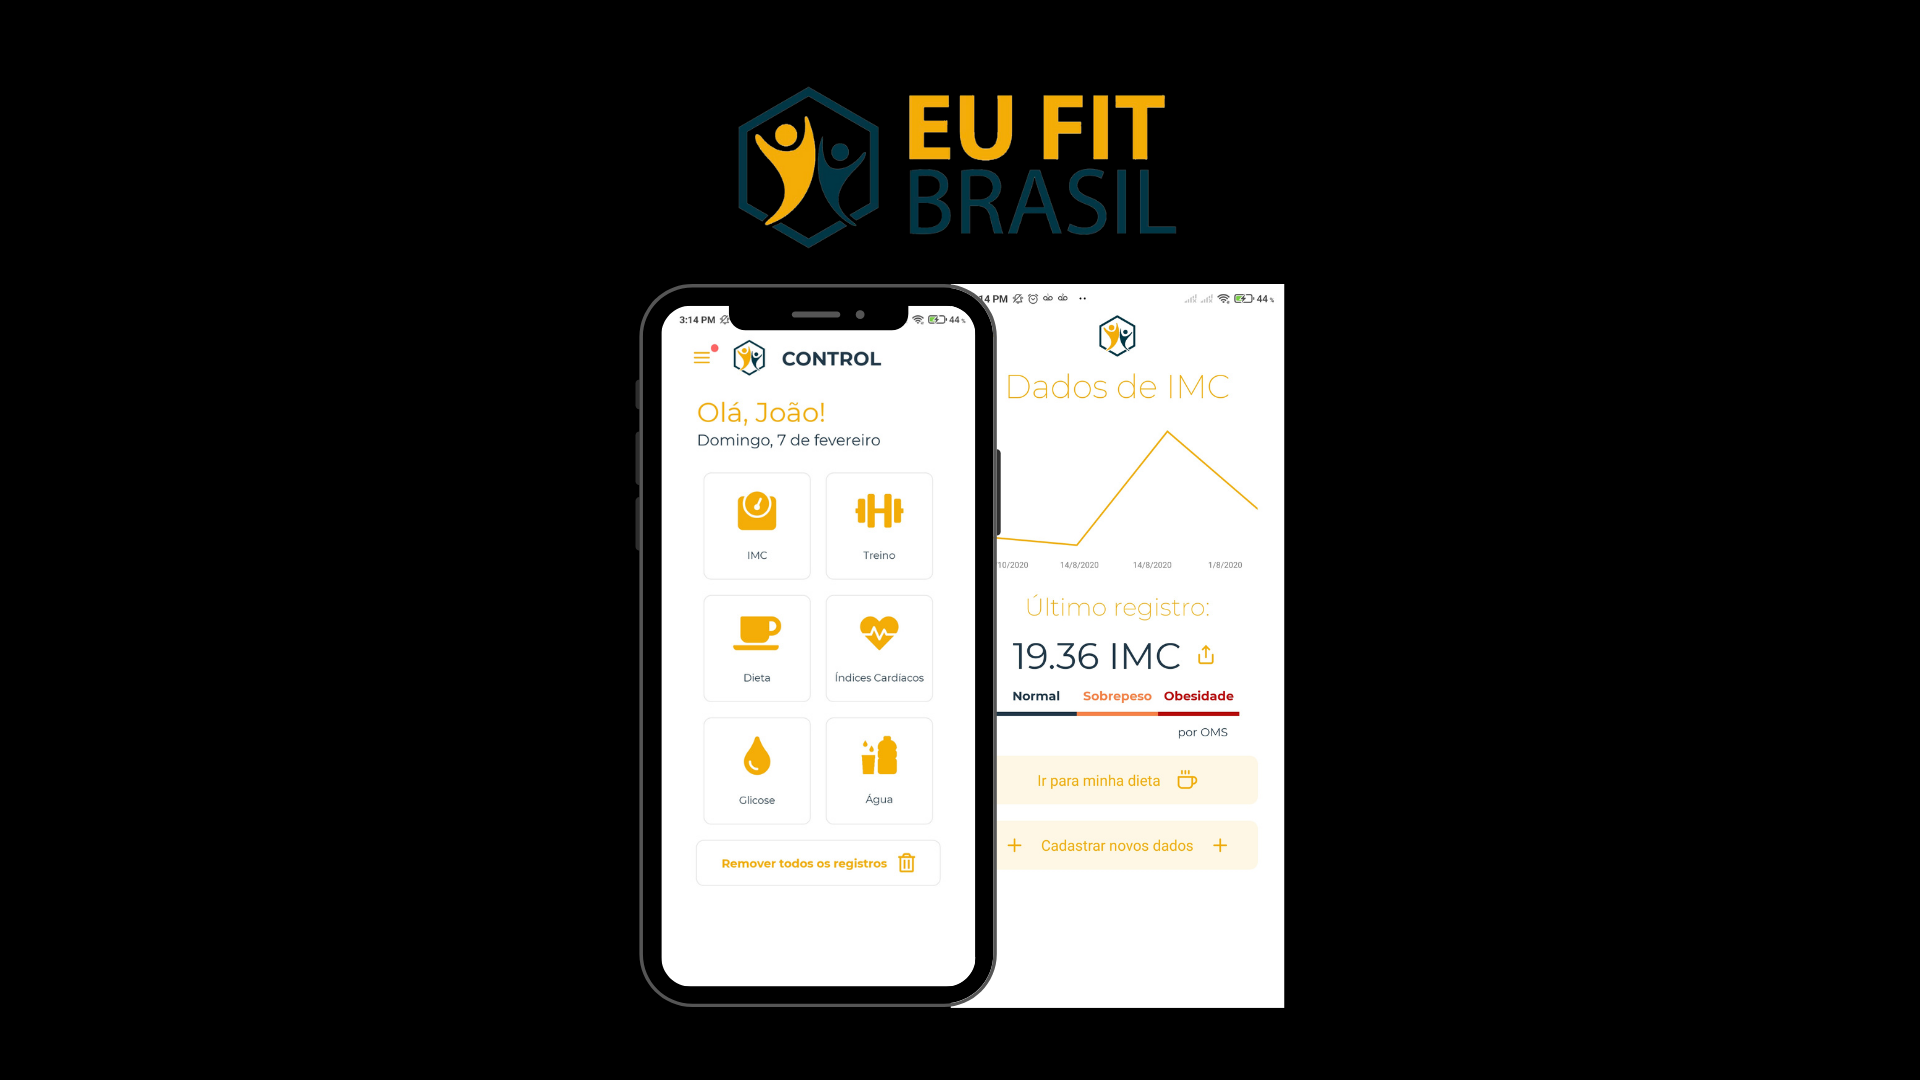 EU FIT
BRASIL
3:14 PM
44
CONTROL
Olá, João!
Domingo, 7 de fevereiro
IMC
Treino
Dieta
Índices Cardíacos
Glicose
Água
Remover todos os registros
14 PM
44
Dados de IMC
10/2020 14/8/2020 14/8/2020 1/8/2020
Último registro:
19.36 IMC
Normal Sobrepeso Obesidade
por OMS
Ir para minha dieta
+ Cadastrar novos dados +